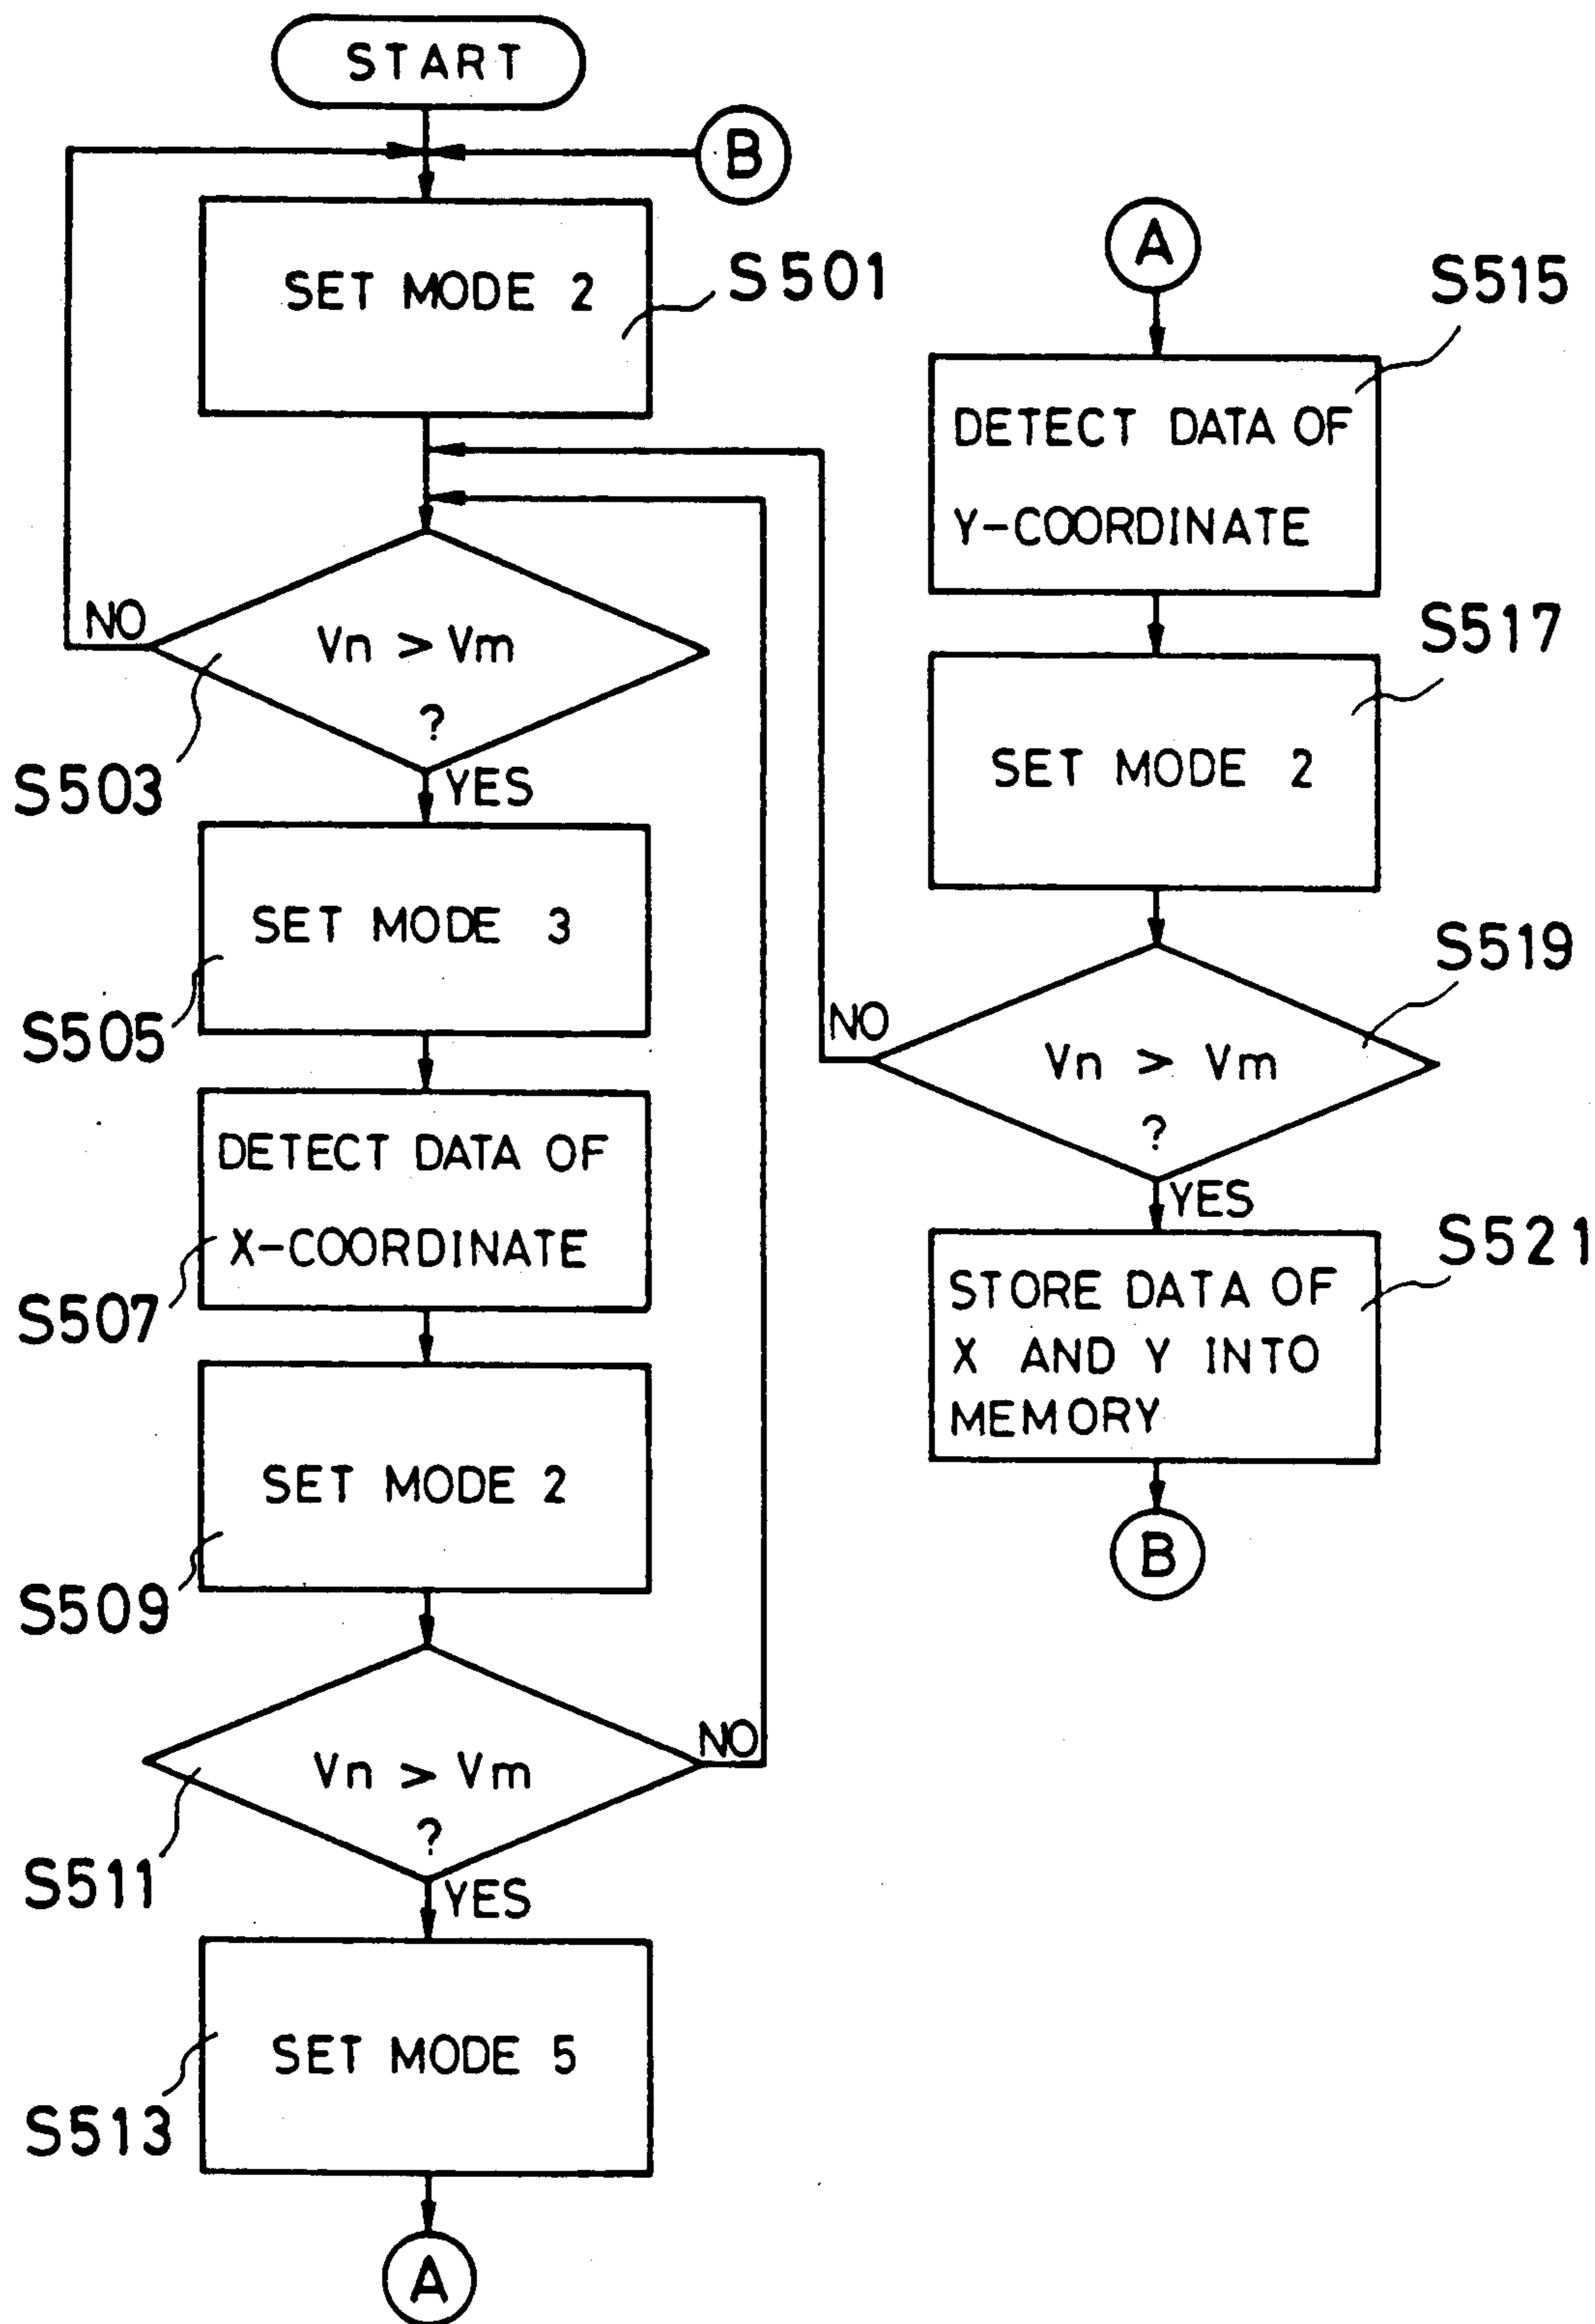 START
B
SET MODE 2
S501
Vn > Vm
?
NO
YES
S503
SET MODE 3
S505
DETECT DATA OF
X-COORDINATE
S507
SET MODE 2
S509
Vn > Vm
?
NO
YES
S511
SET MODE 5
S513
A
A
S515
DETECT DATA OF
Y-COORDINATE
S517
SET MODE 2
S519
NO
Vn > Vm
?
YES
S521
STORE DATA OF
X AND Y INTO
MEMORY
B